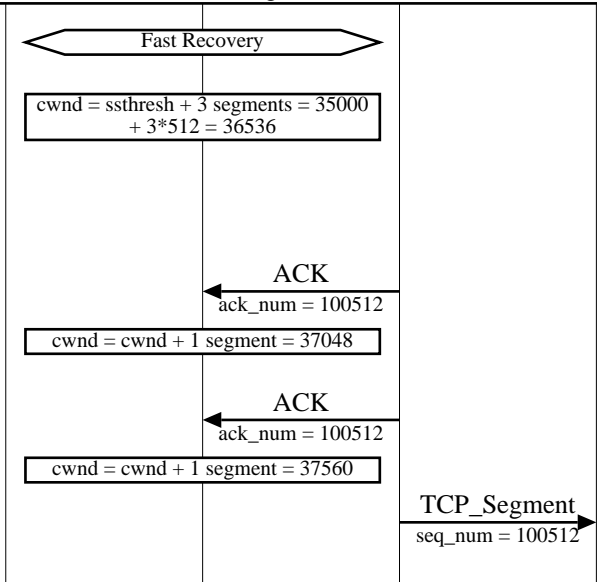 Fast Recovery
cwnd = ssthresh + 3 segments = 35000
+ 3*512 = 36536
ACK
ack_num = 100512
cwnd = cwnd + 1 segment = 37048
ACK
ack_num = 100512
cwnd = cwnd + 1 segment = 37560
TCP_Segment
seq_num = 100512